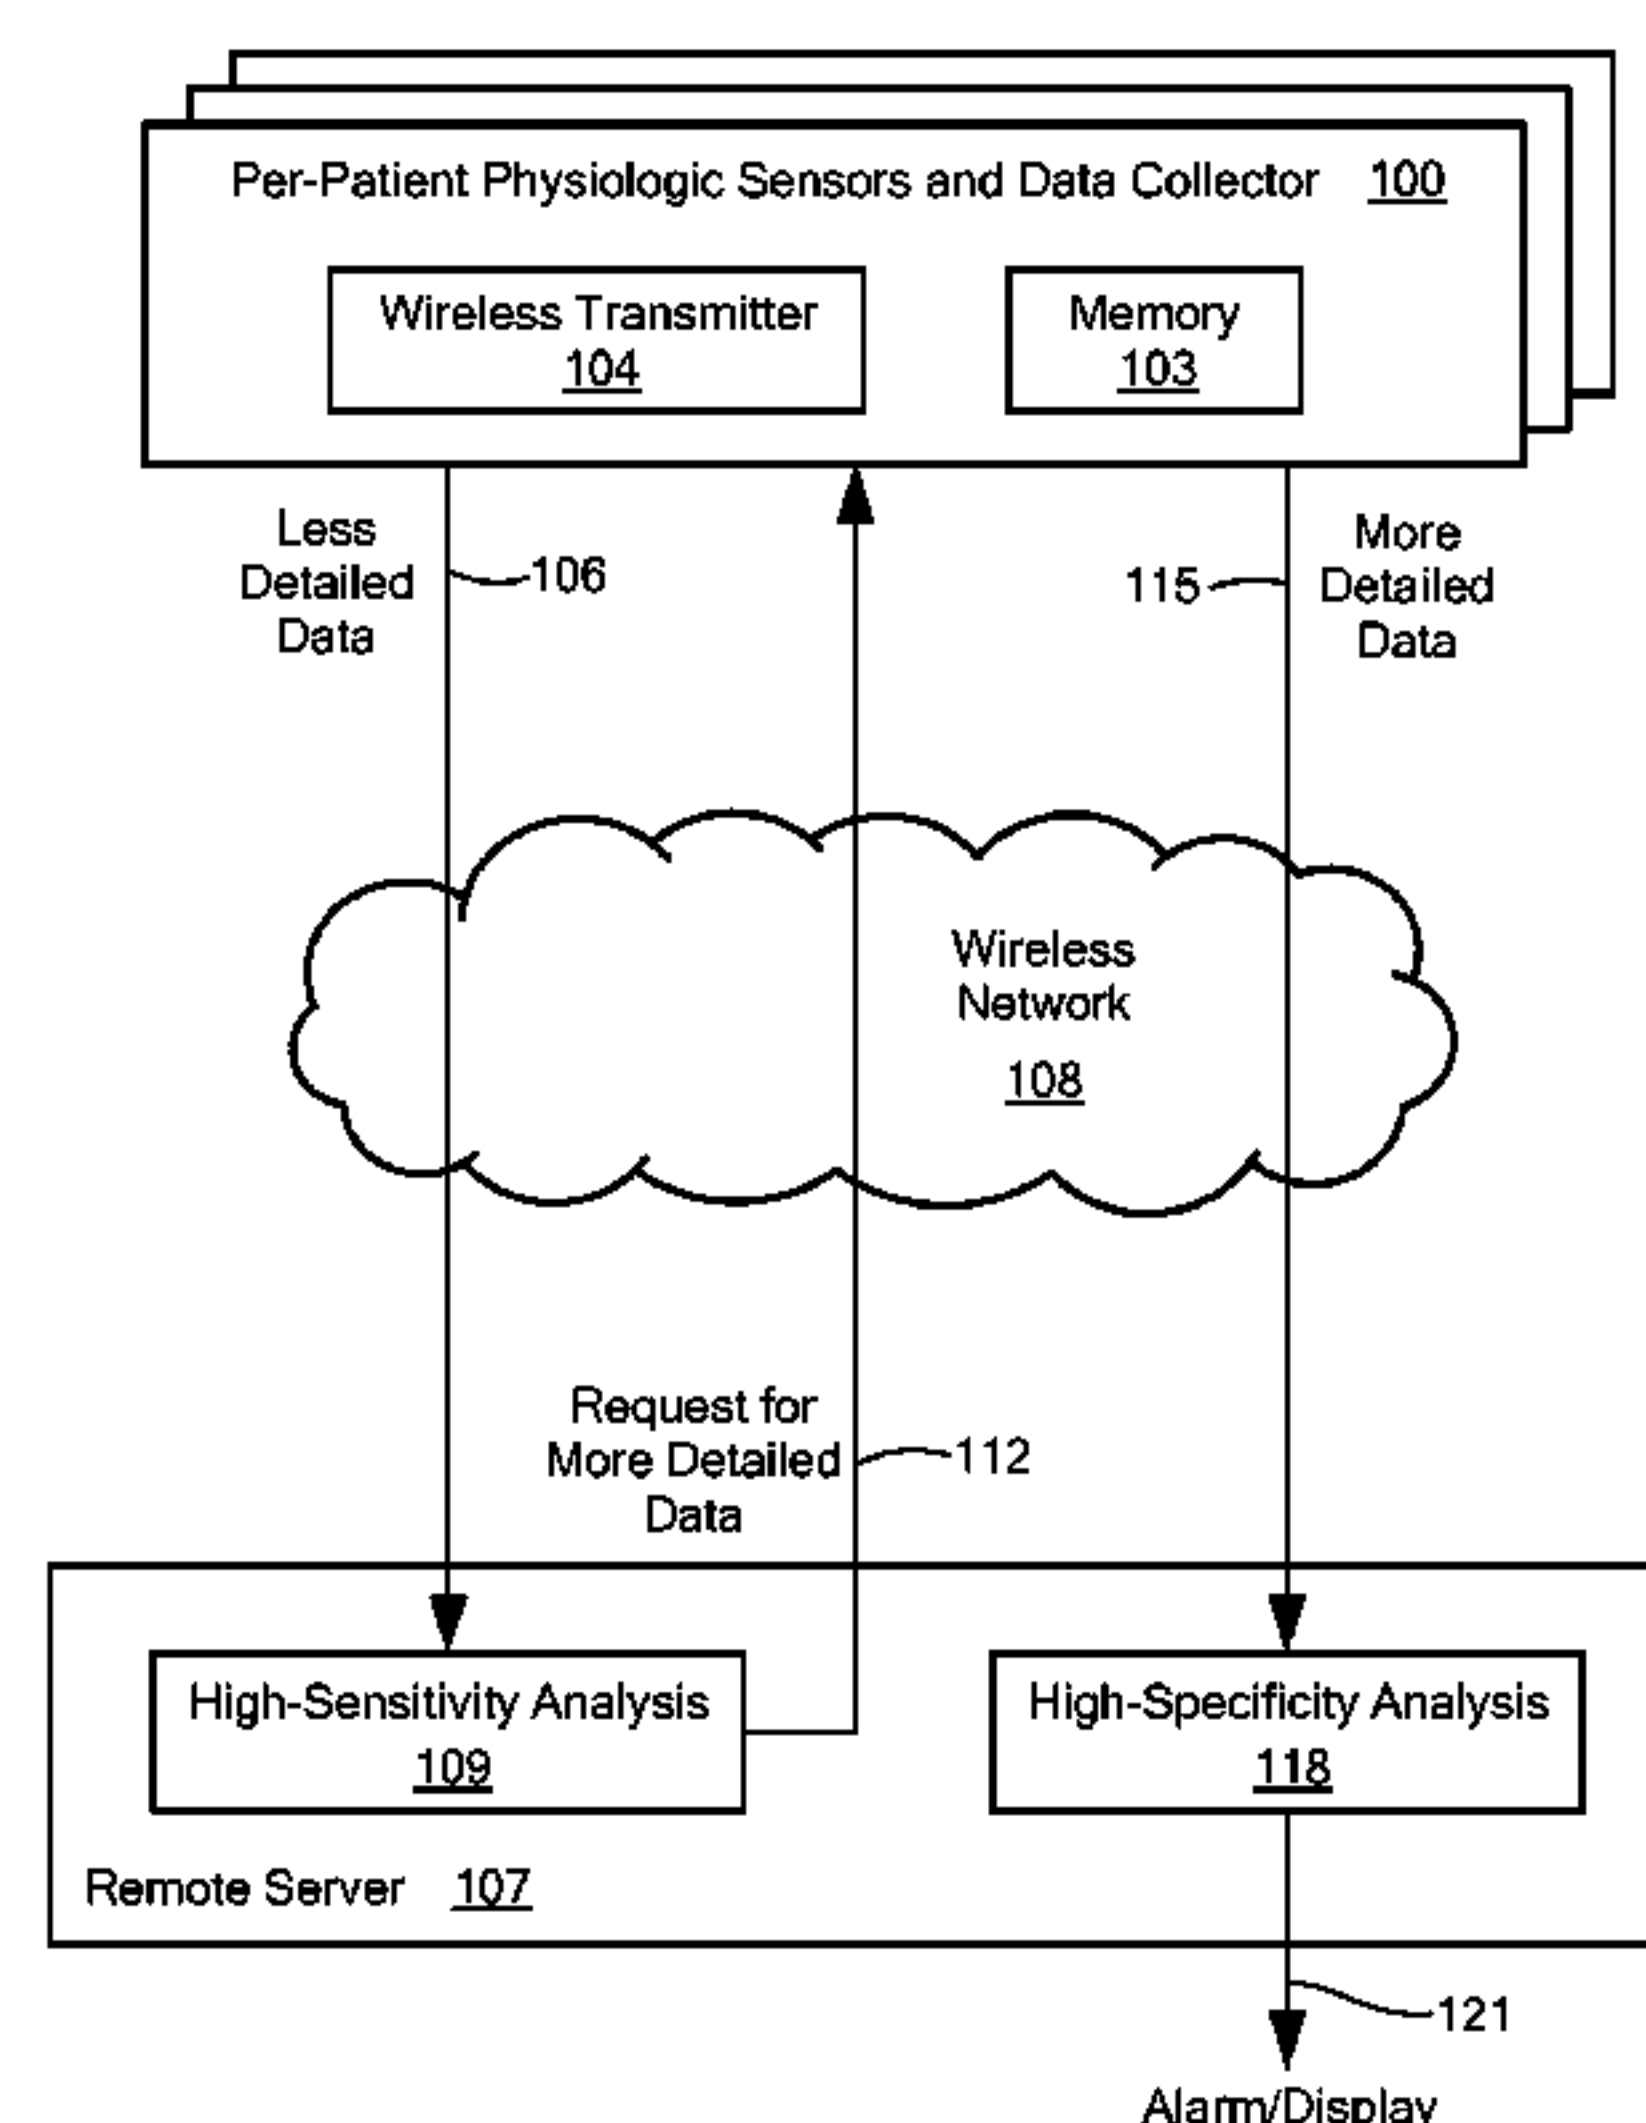 Per-Patient Physiologic Sensors and Data Collector 100
Wireless Transmitter
104
Memory
103
Less
Detailed
Data
106
115
More
Detailed
Data
Wireless
Network
108
Request for
More Detailed
Data
112
High-Sensitivity Analysis
109
High-Specificity Analysis
118
Remote Server 107
121
Alarm/Display